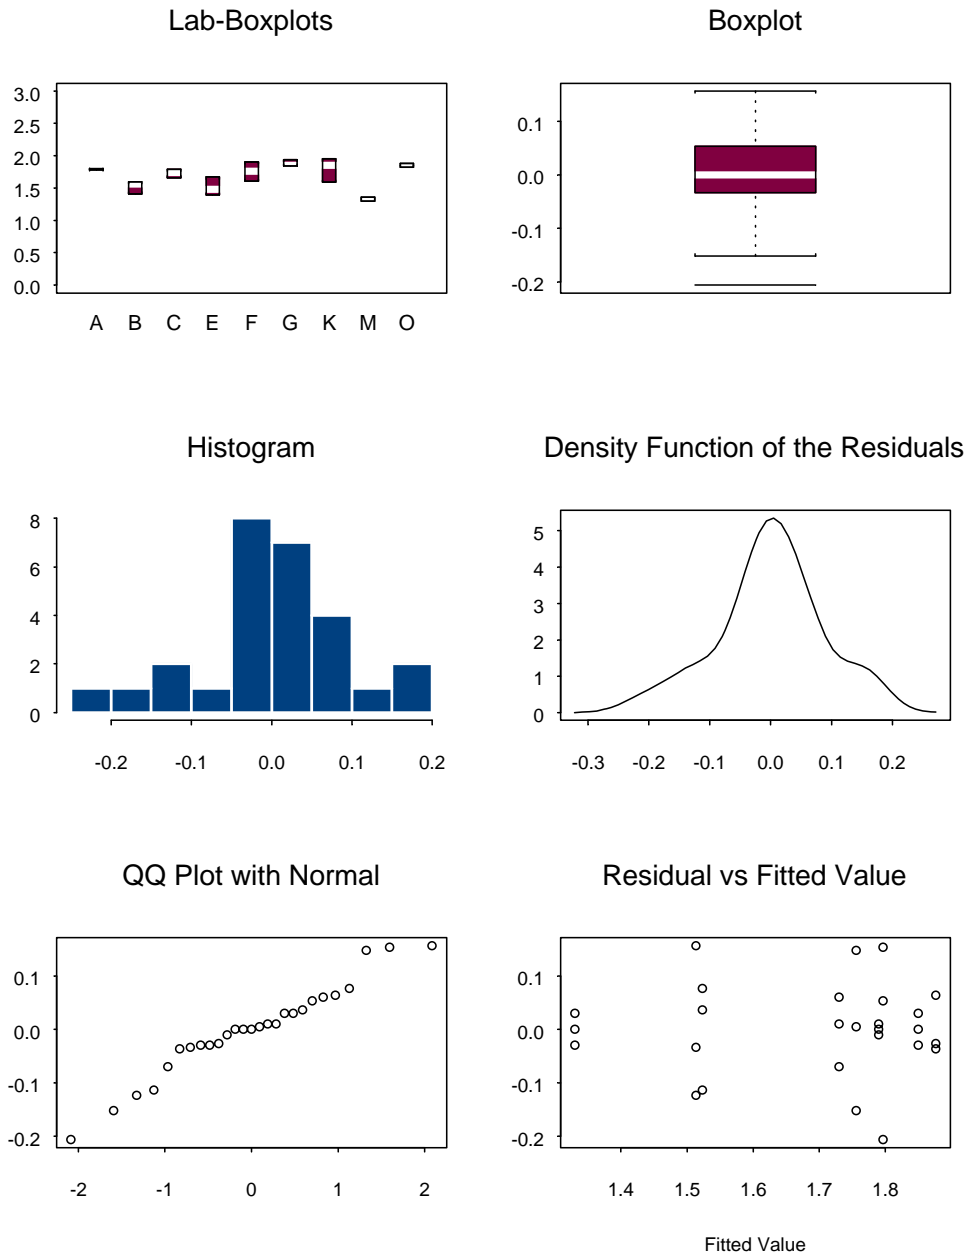 Lab-Boxplots
3.0
2.5
2.0
1.5
1.0
0.5
0.0
A B C E F G K M O
Boxplot
0.1
0.0
-0.1
-0.2
Histogram
8
6
4
2
0
-0.2 -0.1 0.0 0.1 0.2
Density Function of the Residuals
5
4
3
2
1
0
-0.3 -0.2 -0.1 0.0 0.1 0.2
QQ Plot with Normal
0.1
0.0
-0.1
-0.2
-2 -1 0 1 2
Residual vs Fitted Value
0.1
0.0
-0.1
-0.2
1.4 1.5 1.6 1.7 1.8
Fitted Value